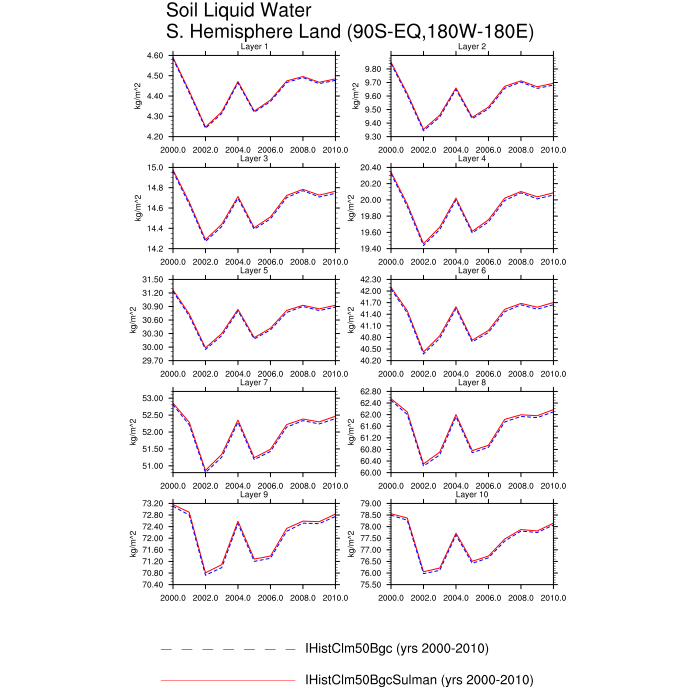 Soil Liquid Water
S. Hemisphere Land (90S-EQ,180W-180E)
Layer 1
4.60
4.50
4.40
4.30
4.20
kg/m^2
2000.0 2002.0 2004.0 2006.0 2008.0 2010.0
Layer 2
9.80
9.70
9.60
9.50
9.40
9.30
kg/m^2
2000.0 2002.0 2004.0 2006.0 2008.0 2010.0
Layer 3
15.0
14.8
14.6
14.4
14.2
kg/m^2
2000.0 2002.0 2004.0 2006.0 2008.0 2010.0
Layer 4
20.40
20.20
20.00
19.80
19.60
19.40
kg/m^2
2000.0 2002.0 2004.0 2006.0 2008.0 2010.0
Layer 5
31.50
31.20
30.90
30.60
30.30
30.00
29.70
kg/m^2
2000.0 2002.0 2004.0 2006.0 2008.0 2010.0
Layer 6
42.30
42.00
41.70
41.40
41.10
40.80
40.50
40.20
kg/m^2
2000.0 2002.0 2004.0 2006.0 2008.0 2010.0
Layer 7
53.00
52.50
52.00
51.50
51.00
kg/m^2
2000.0 2002.0 2004.0 2006.0 2008.0 2010.0
Layer 8
62.80
62.40
62.00
61.60
61.20
60.80
60.40
60.00
kg/m^2
2000.0 2002.0 2004.0 2006.0 2008.0 2010.0
Layer 9
73.20
72.80
72.40
72.00
71.60
71.20
70.80
70.40
kg/m^2
2000.0 2002.0 2004.0 2006.0 2008.0 2010.0
Layer 10
79.00
78.50
78.00
77.50
77.00
76.50
76.00
75.50
kg/m^2
2000.0 2002.0 2004.0 2006.0 2008.0 2010.0
IHistClm50Bgc (yrs 2000-2010)
IHistClm50BgcSulman (yrs 2000-2010)